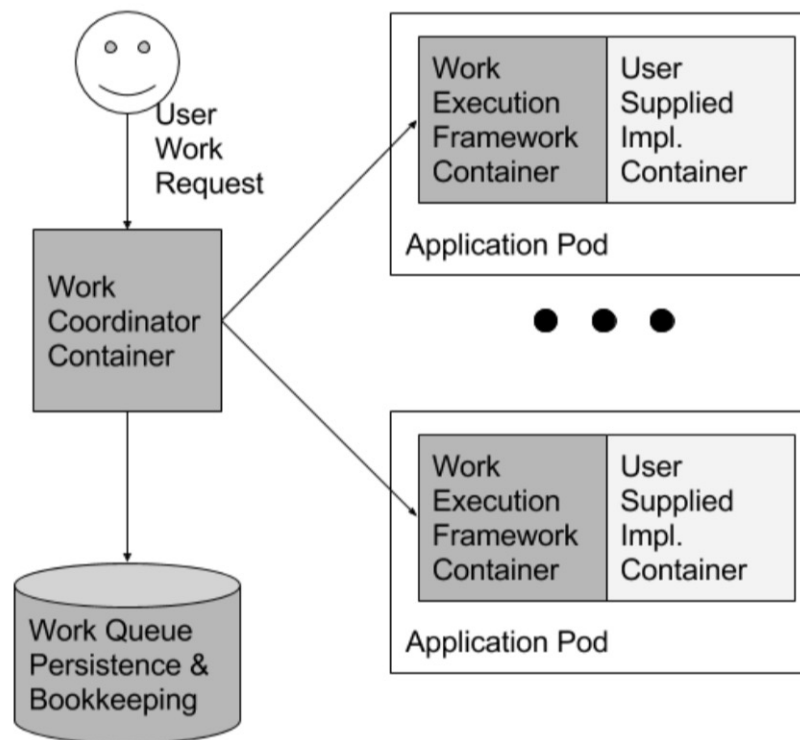 User
Work
Request
Work
Coordinator
Container
Work Queue
Persistence &
Bookkeeping
Work
Execution
Framework
Container
User
Supplied
Impl.
Container
Application Pod
Work
Execution
Framework
Container
User
Supplied
Impl.
Container
Application Pod